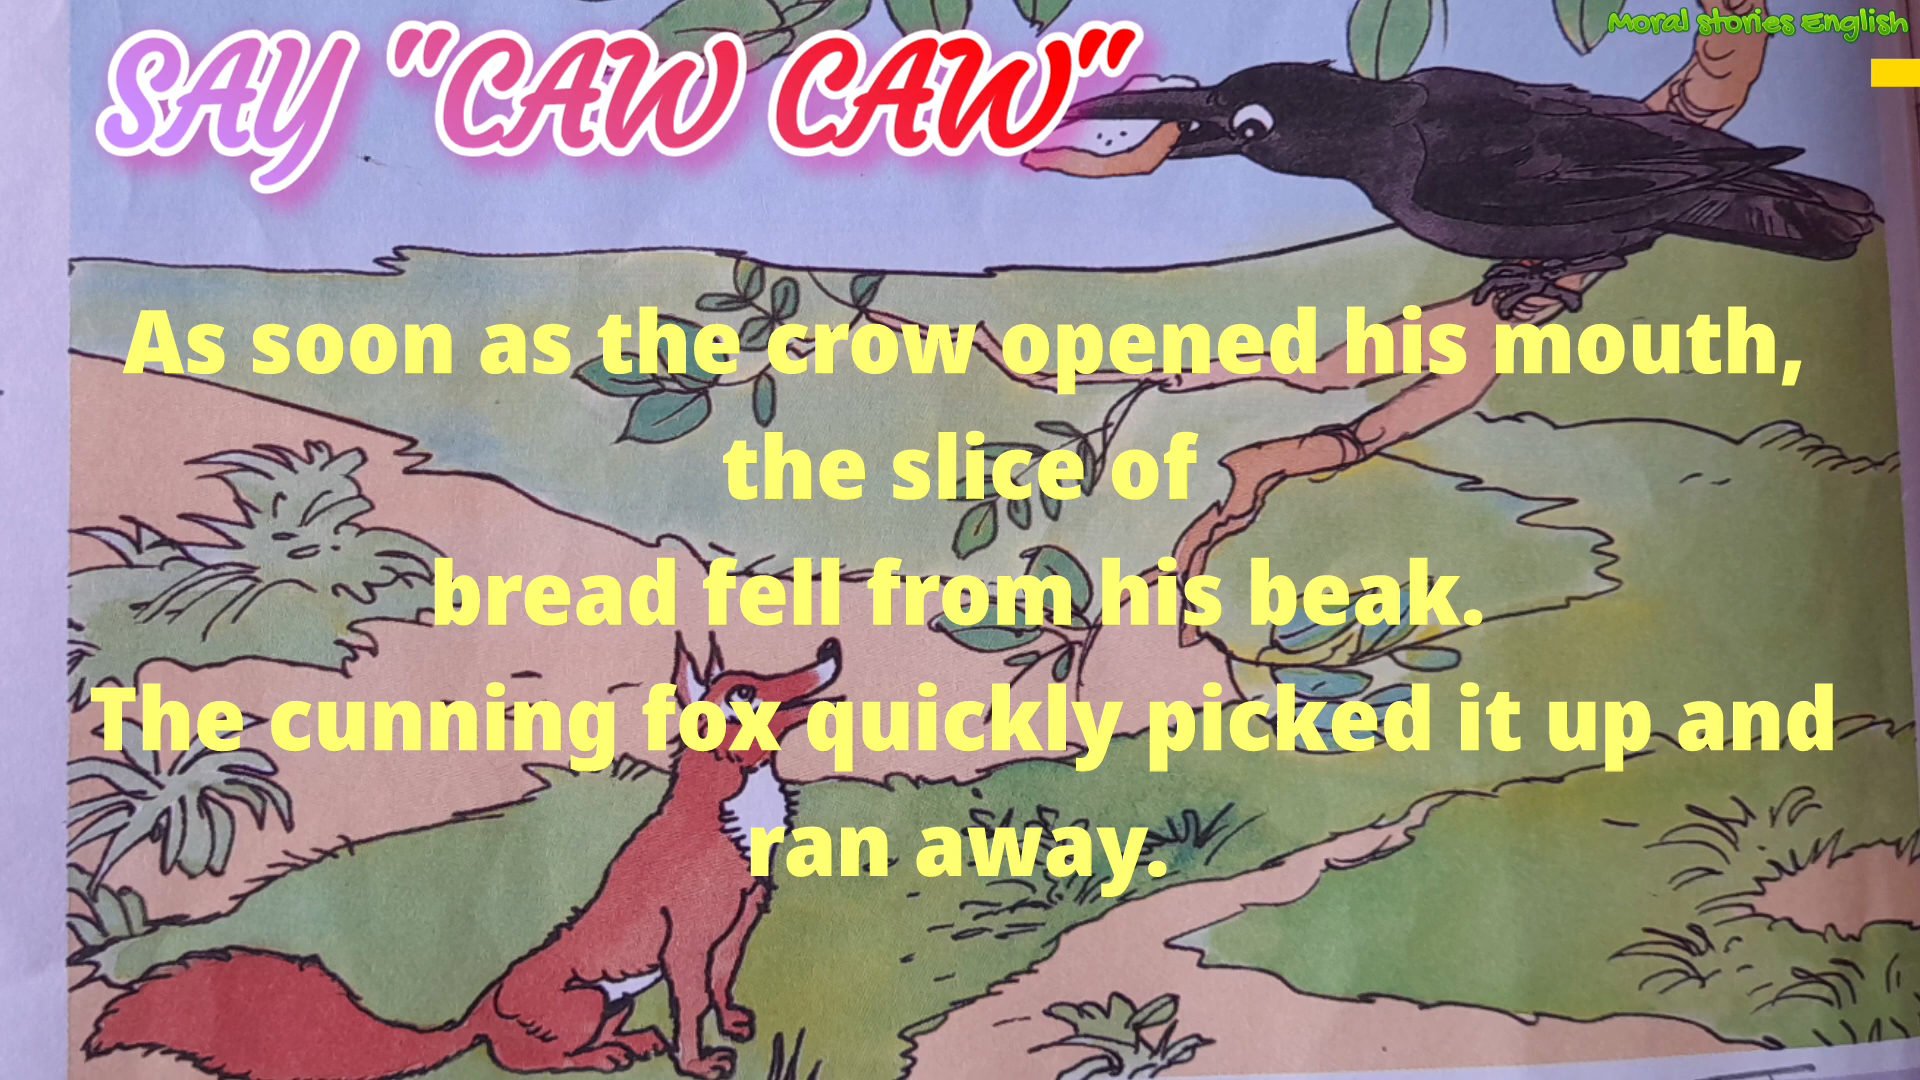 Moral stories English
SAY "CAW CAW"
As soon as the crow opened his mouth,
the slice of
bread fell from his beak.
The cunning fox quickly picked it up and
ran away.